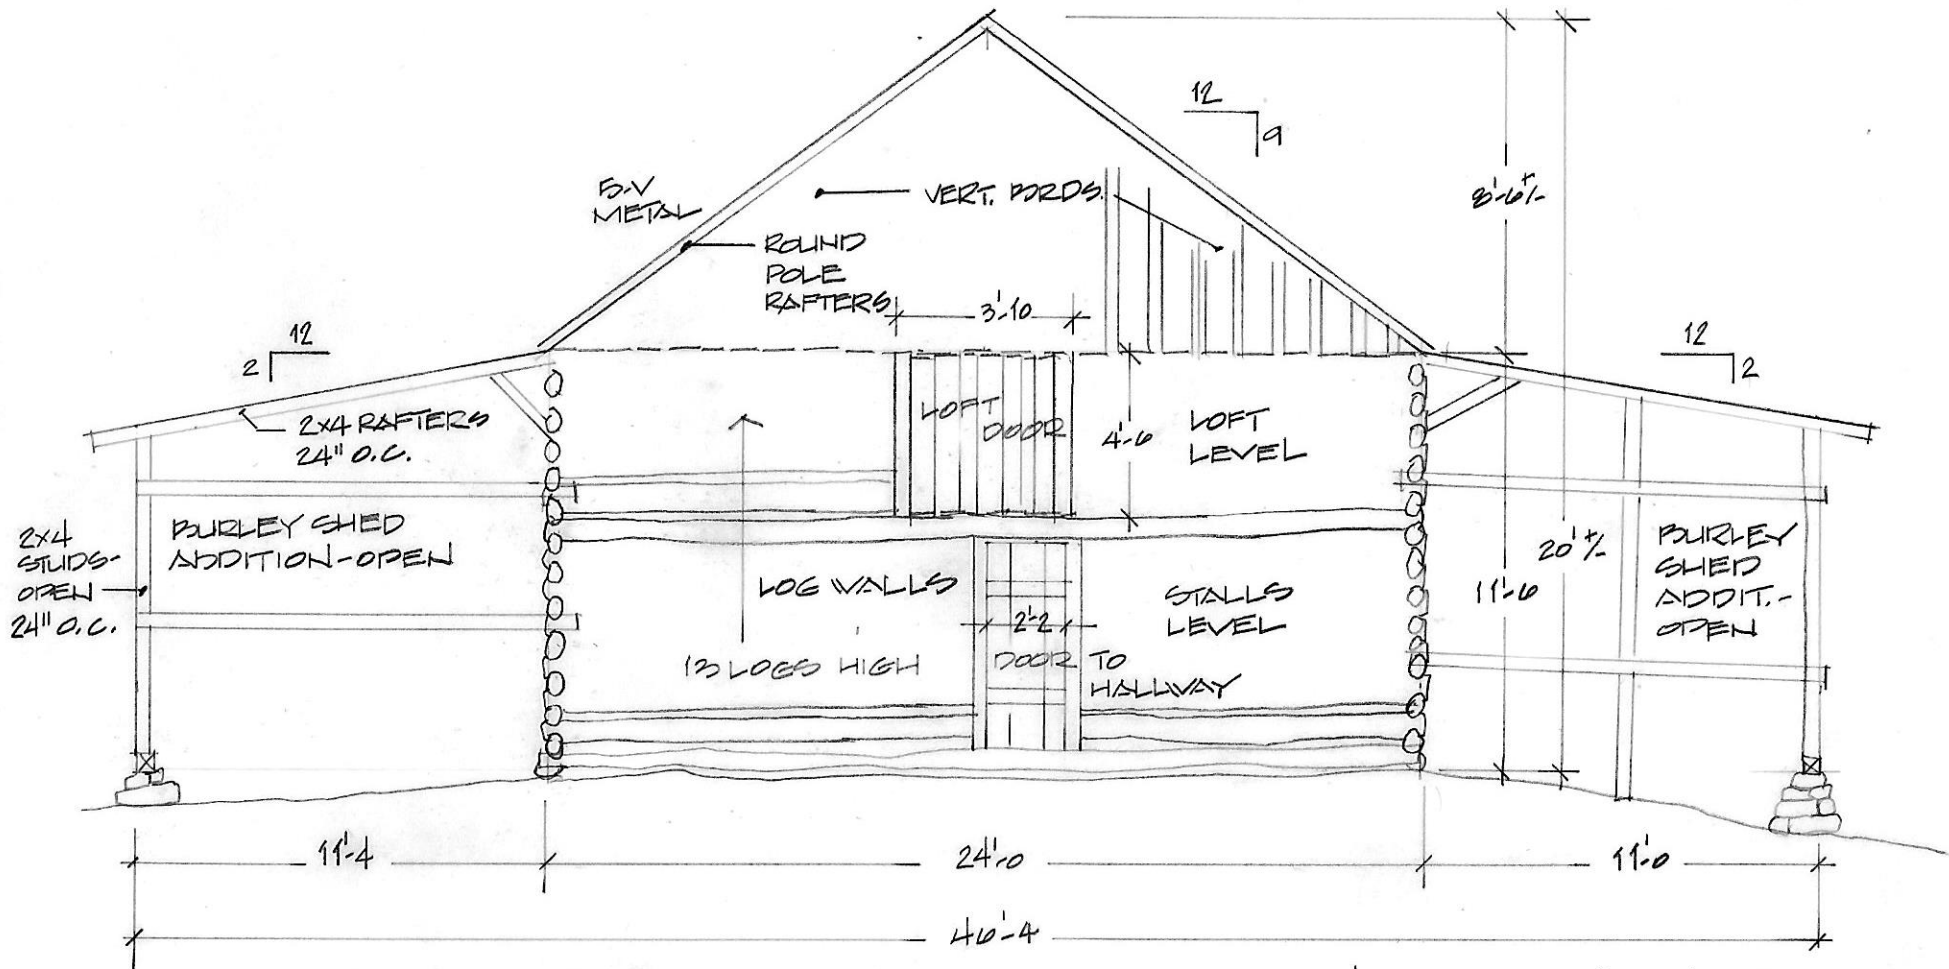 12
9
5-V
METAL
VERT. BRDS.
8'-6"+/-
ROUND
POLE
RAFTERS
3'-10
12
2
12
2
2x4 RAFTERS
24" O.C.
LOFT
DOOR
4'-6
LOFT
LEVEL
2x4
STUDS-
OPEN
24" O.C.
BURLEY SHED
ADDITION-OPEN
LOG WALLS
STALLS
LEVEL
11'-6
20'+/-
BURLEY
SHED
ADDIT.-
OPEN
2'-2
13 LOGS HIGH
DOOR TO
HALLWAY
11'-4
24'-0
11'-0
46'-4